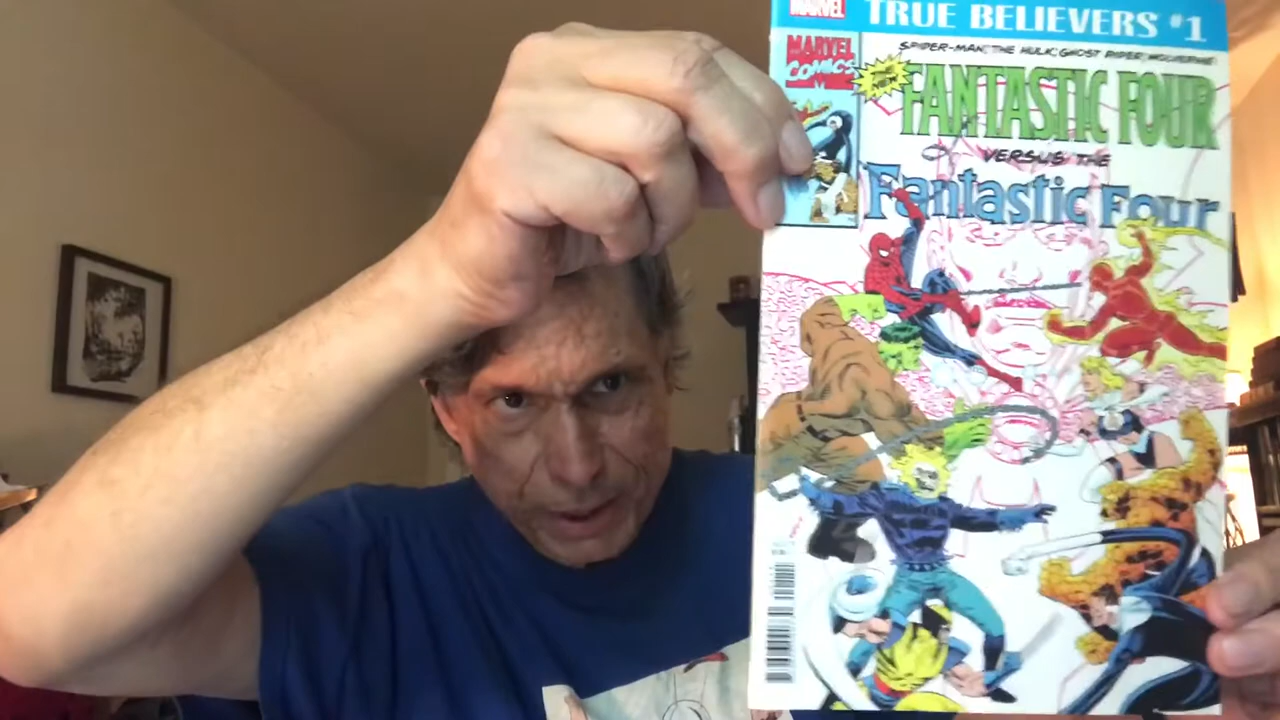 MARVEL
TRUE BELIEVERS #1
MARVEL
COMICS
SPIDER-MAN, THE HULK, GHOST RIDER, WOLVERINE
FANTASTIC FOUR
VERSUS THE
Fantastic Four